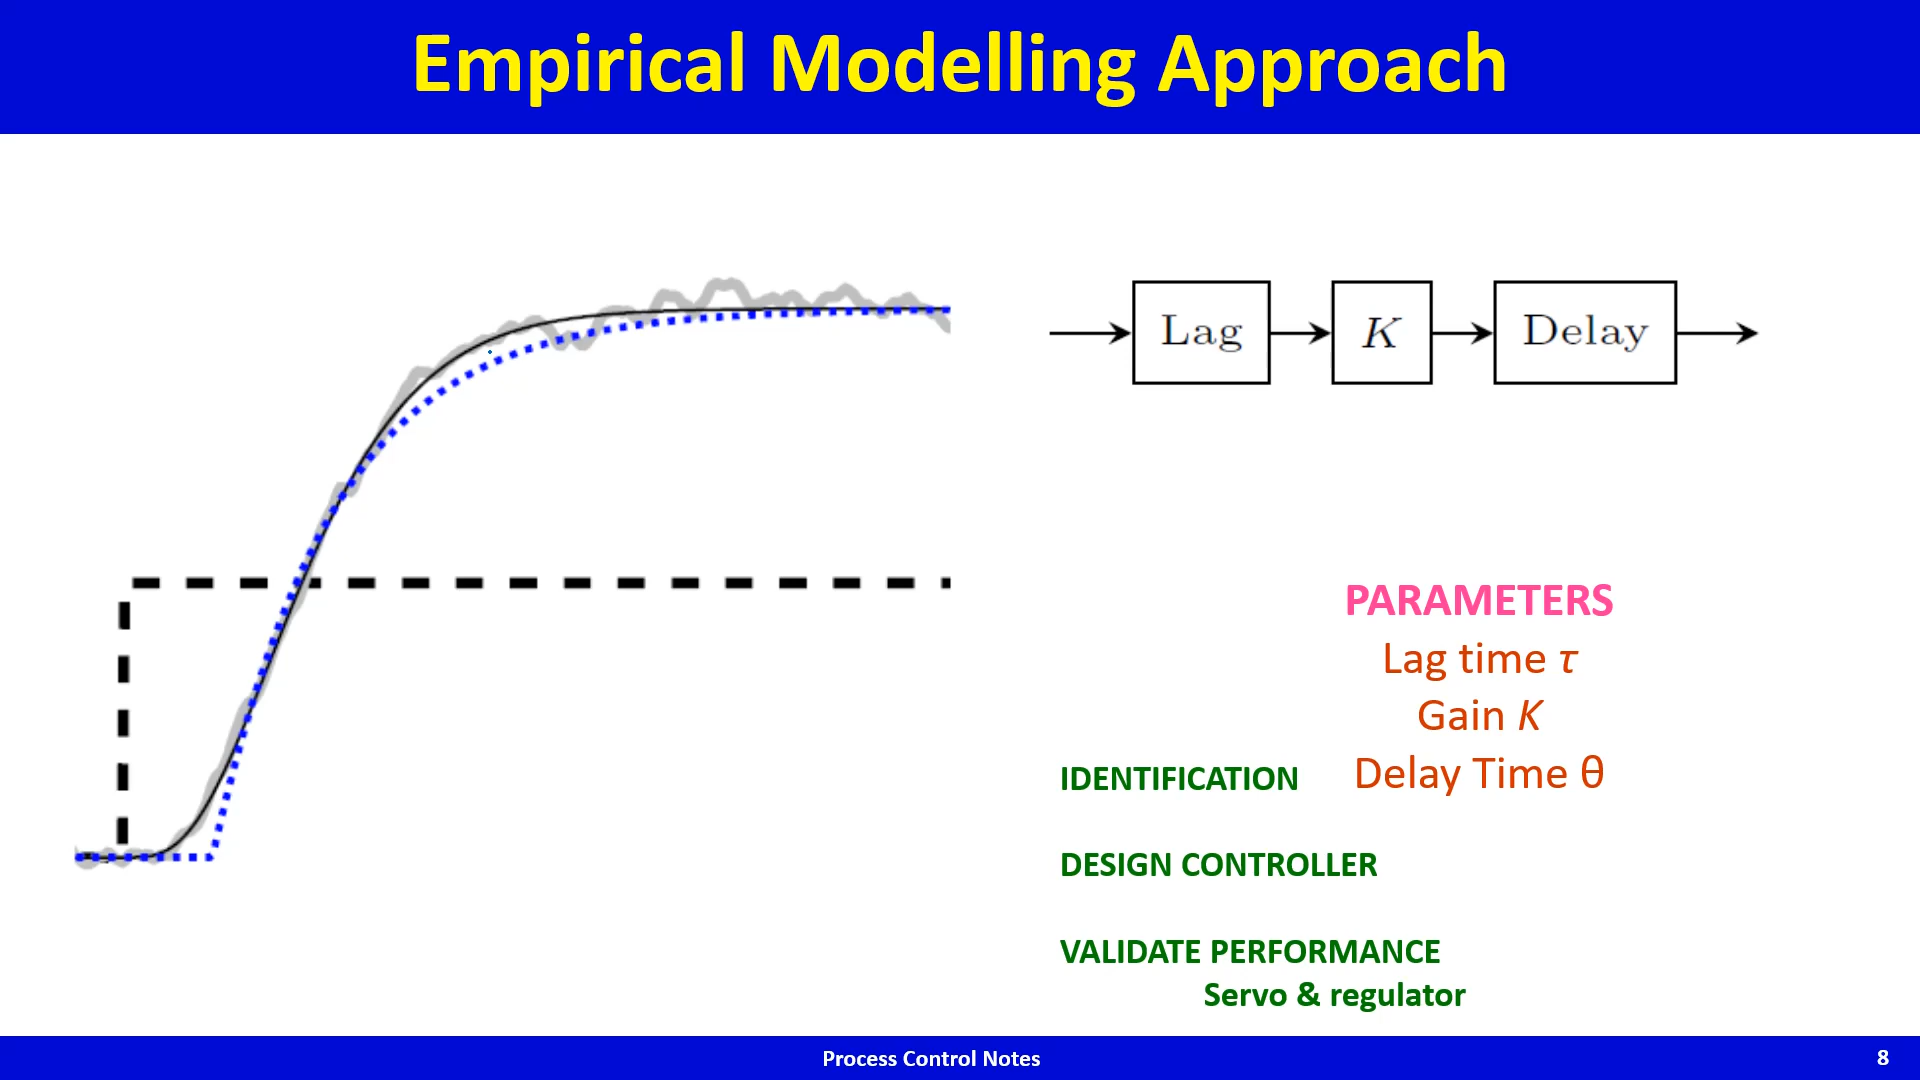 Empirical Modelling Approach
Lag
K
Delay
PARAMETERS
Lag time τ
Gain K
Delay Time θ
IDENTIFICATION
DESIGN CONTROLLER
VALIDATE PERFORMANCE
Servo & regulator
Process Control Notes
8